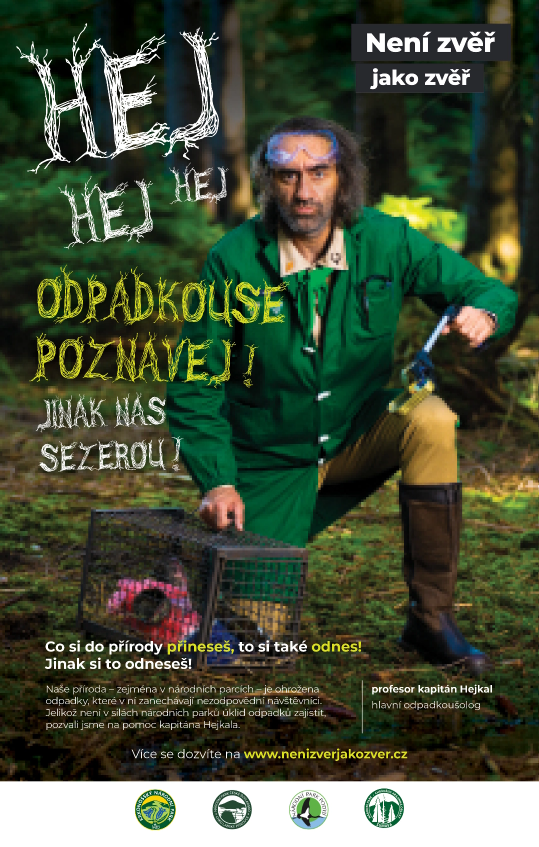 Není zvěř
jako zvěř
HEJ
HEJ HEJ
ODPADKOUSE
POZNÁVEJ!
JINAK NÁS
SEZEROU!
Co si do přírody přineseš, to si také odnes!
Jinak si to odneseš!
Naše příroda – zejména v národních parcích – je ohrožena
odpadky, které v ní zanechávají nezodpovědní návštěvníci.
Jelikož není v silách národních parků úklid odpadků zajistit,
pozvali jsme na pomoc kapitána Hejkala.
profesor kapitán Hejkal
hlavní odpadkoušolog
Více se dozvíte na www.nenizverjakozver.cz